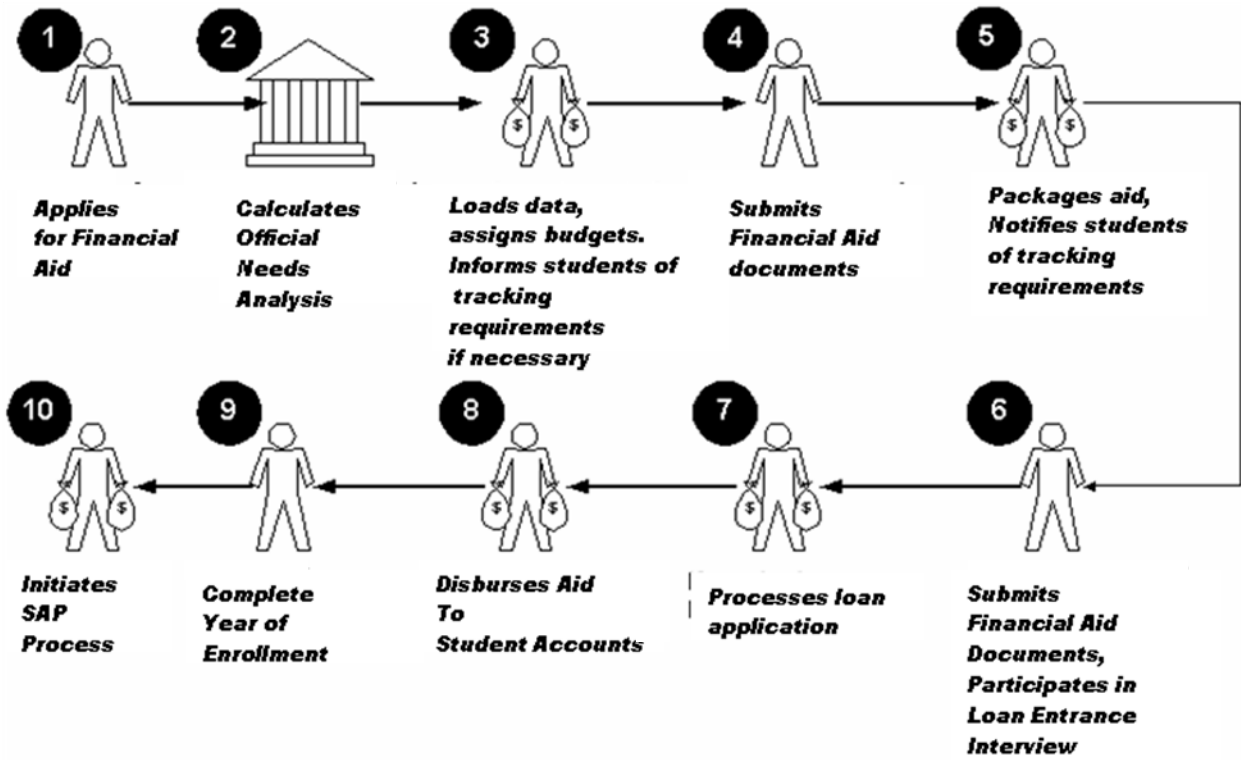 1
2
3
4
5
$ $
$ $
Applies
for Financial
Aid
Calculates
Official
Needs
Analysis
Loads data,
assigns budgets.
Informs students of
tracking
requirements
if necessary
Submits
Financial Aid
documents
Packages aid,
Notifies students
of tracking
requirements
10
9
8
7
6
$ $
$ $
$ $
Initiates
SAP
Process
Complete
Year of
Enrollment
Disburses Aid
To
Student Accounts
Processes loan
application
Submits
Financial Aid
Documents,
Participates in
Loan Entrance
Interview